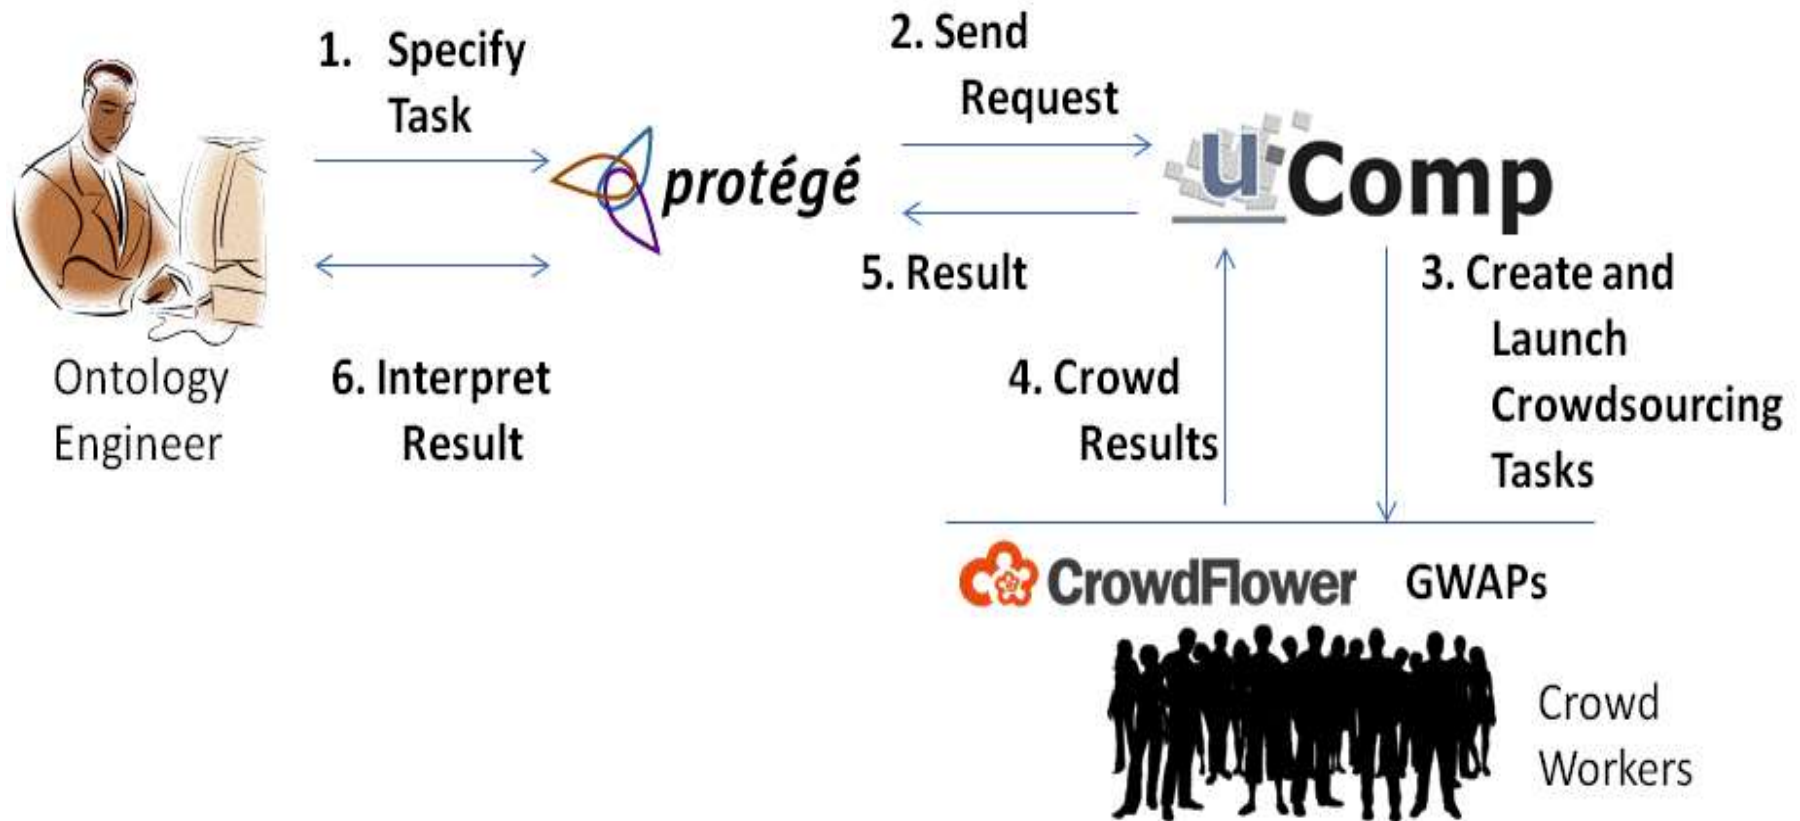 1. Specify
Task
2. Send
Request
protégé
uComp
5. Result
3. Create and
Launch
Crowdsourcing
Tasks
4. Crowd
Results
Ontology
Engineer
6. Interpret
Result
CrowdFlower GWAPs
Crowd
Workers